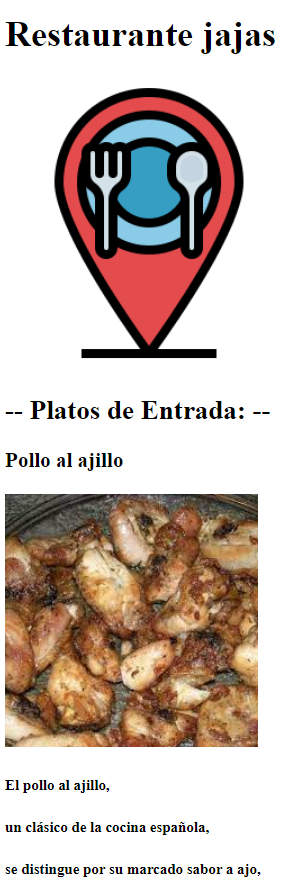 Restaurante jajas
-- Platos de Entrada: --
Pollo al ajillo
El pollo al ajillo,
un clásico de la cocina española,
se distingue por su marcado sabor a ajo,